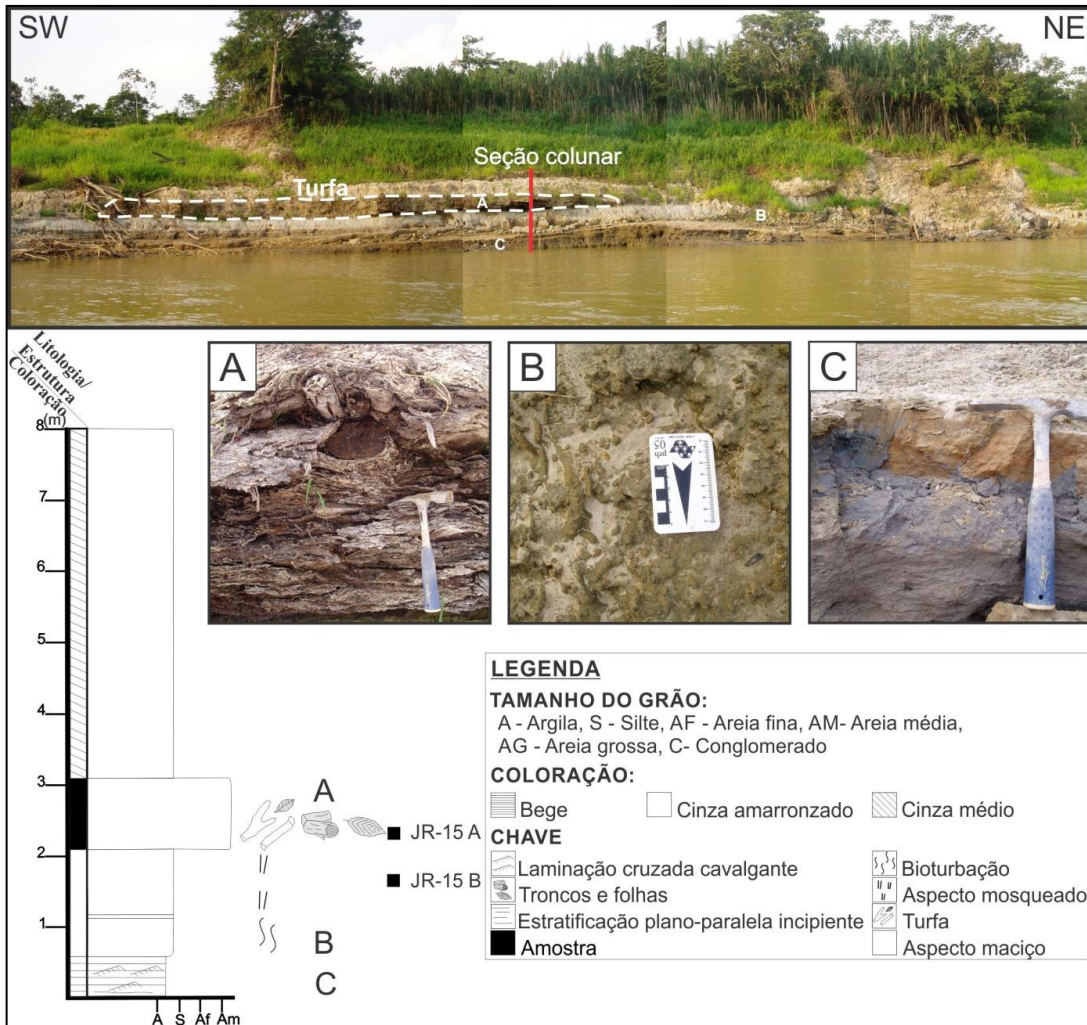 SW
NE
Seção colunar
Turfa
A
B
C
Litologia/
Estrutura
Coloração
(m)
8
7
6
5
4
3
2
1
A
B
C
A
JR-15 A
JR-15 B
B
C
A S Af Am
LEGENDA
TAMANHO DO GRÃO:
A - Argila, S - Silte, AF - Areia fina, AM- Areia média,
AG - Areia grossa, C- Conglomerado
COLORAÇÃO:
Bege Cinza amarronzado Cinza médio
CHAVE
Laminação cruzada cavalgante Bioturbação
Troncos e folhas Aspecto mosqueado
Estratificação plano-paralela incipiente Turfa
Amostra Aspecto maciço